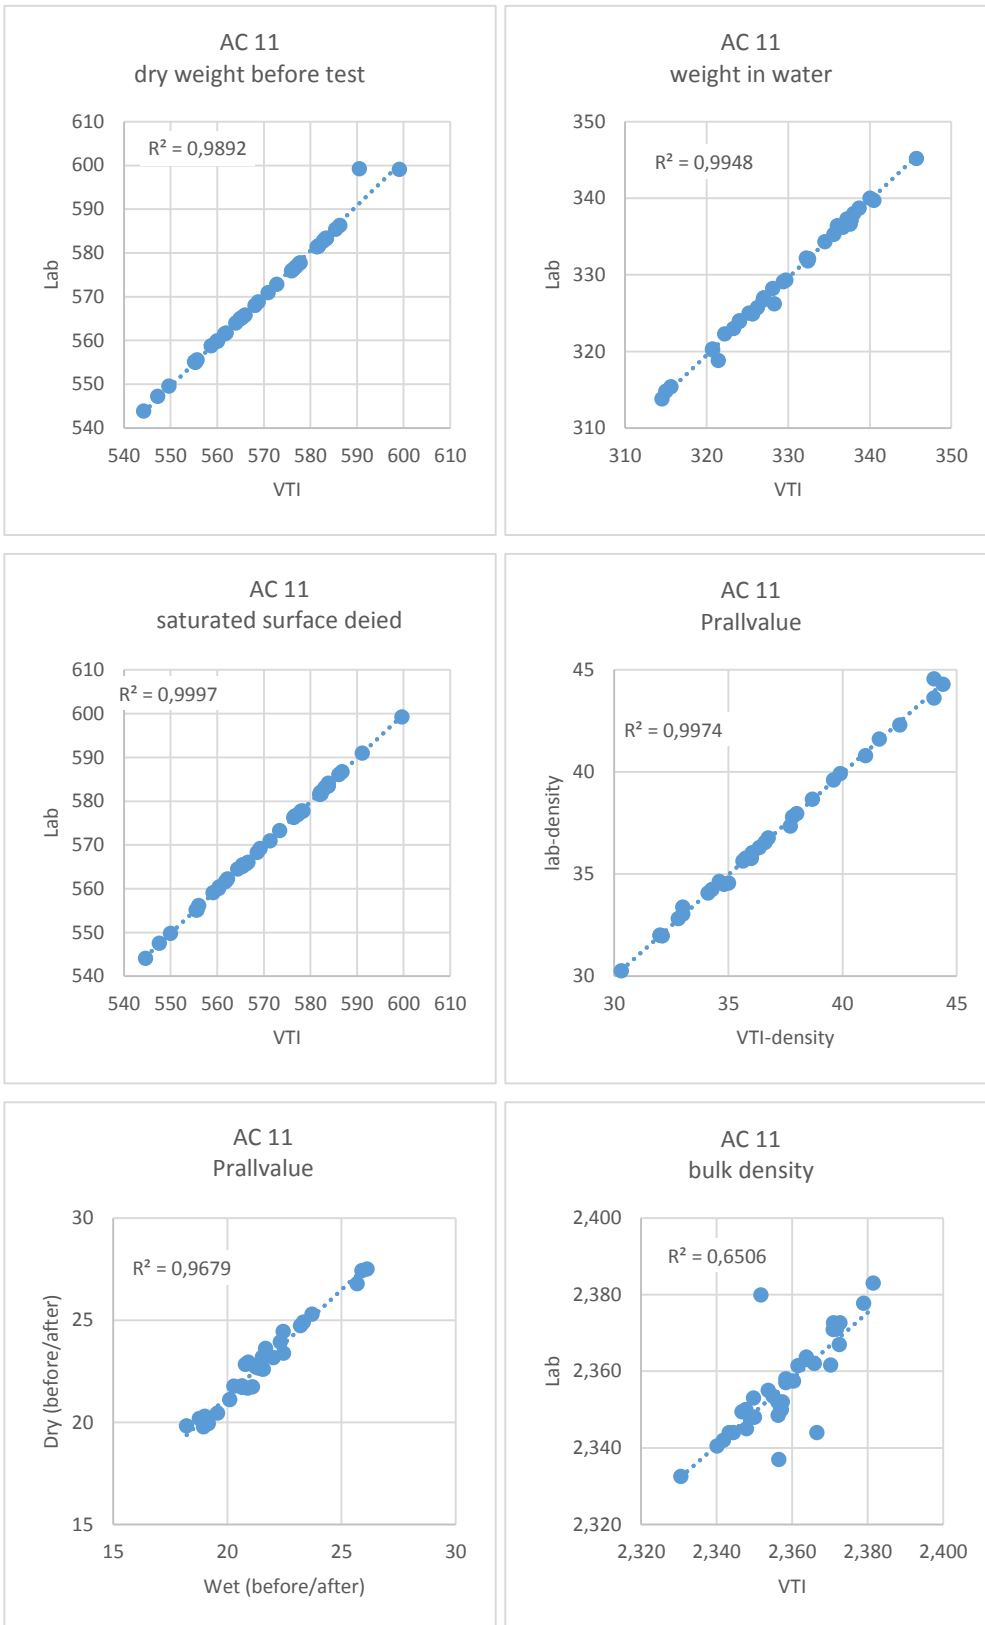 AC 11
dry weight before test
610
600
590
580
570
560
550
540
R² = 0,9892
Lab
540 550 560 570 580 590 600 610
VTI
AC 11
weight in water
350
340
330
320
310
R² = 0,9948
Lab
310 320 330 340 350
VTI
AC 11
saturated surface deied
610
600
590
580
570
560
550
540
R² = 0,9997
Lab
540 550 560 570 580 590 600 610
VTI
AC 11
Prallvalue
45
40
35
30
R² = 0,9974
lab-density
30 35 40 45
VTI-density
AC 11
Prallvalue
30
25
20
15
R² = 0,9679
Dry (before/after)
15 20 25 30
Wet (before/after)
AC 11
bulk density
2,400
2,380
2,360
2,340
2,320
R² = 0,6506
Lab
2,320 2,340 2,360 2,380 2,400
VTI